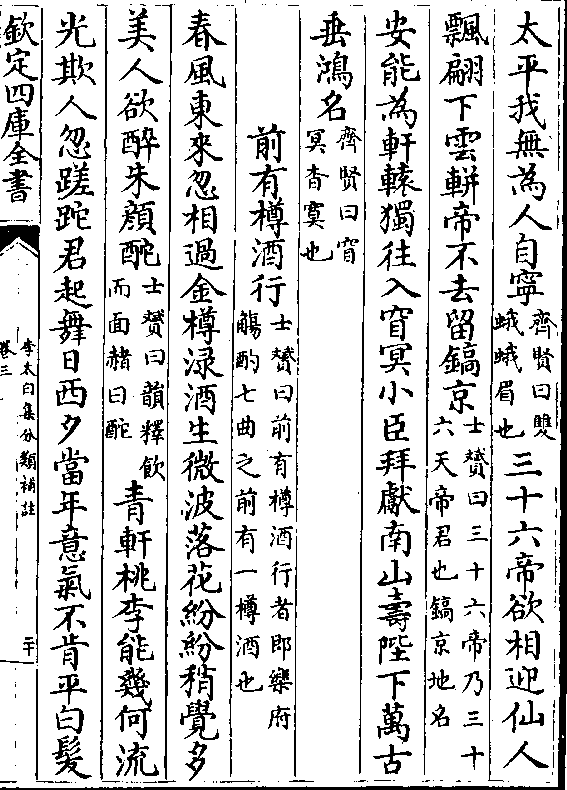 太平我無為人自寧齊賢曰雙蛾蛾眉也三十六帝欲相迎仙人
飄翩下雲軿帝不去留鎬京士贇曰三十六帝乃三十六天帝君也鎬京地名
安能為軒轅獨往入窅冥小臣拜獻南山壽陛下萬古
垂鴻名齊賢曰窅冥杳寞也
前有樽酒行士贇曰前有樽酒行者即樂府觴酌七曲之前有一樽酒也
春風東來忽相過金樽渌酒生微波落花紛紛稍覺多
美人欲醉朱顔酡士贇曰韻釋飲而面赭曰酡青軒桃李能幾何流
光欺人忽蹉跎君起舞日西夕當年意氣不肯平白髪
欽定四庫全書
李太白集分類補註
卷三
二十